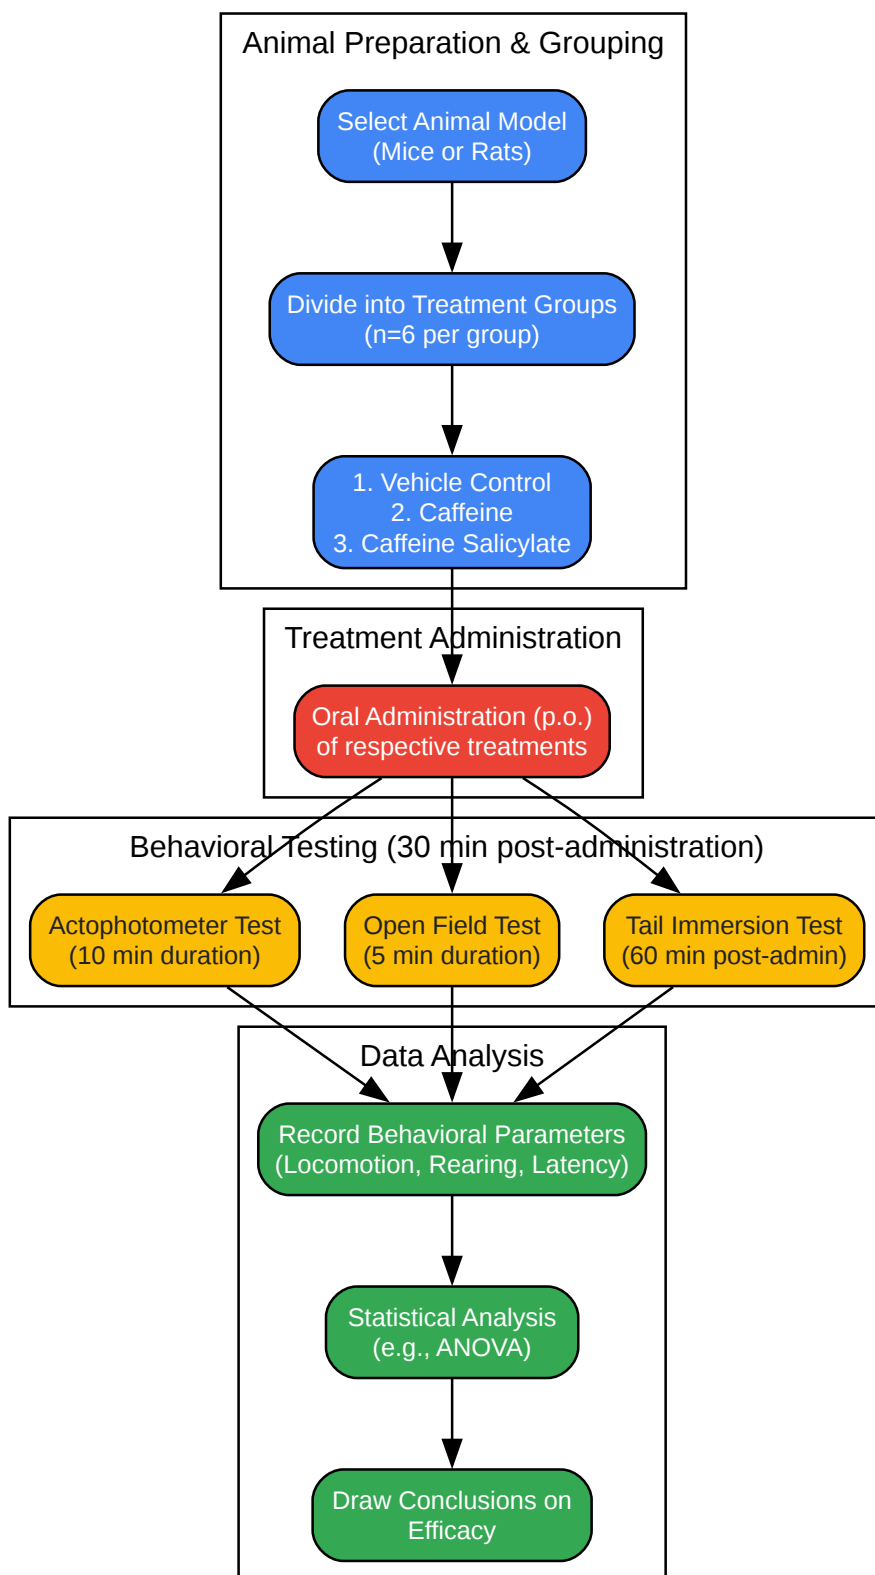 Animal Preparation & Grouping
Select Animal Model
(Mice or Rats)
Divide into Treatment Groups
(n=6 per group)
1. Vehicle Control
2. Caffeine
3. Caffeine Salicylate
Treatment Administration
Oral Administration (p.o.)
of respective treatments
Behavioral Testing (30 min post-administration)
Actophotometer Test
(10 min duration)
Open Field Test
(5 min duration)
Tail Immersion Test
(60 min post-admin)
Data Analysis
Record Behavioral Parameters
(Locomotion, Rearing, Latency)
Statistical Analysis
(e.g., ANOVA)
Draw Conclusions on
Efficacy